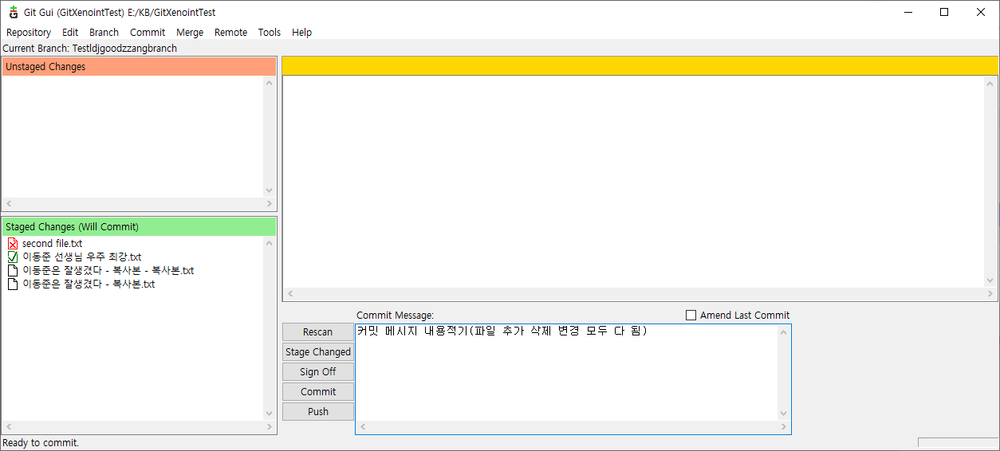 Git Gui (GitXenointTest) E:/KB/GitXenointTest
Repository Edit Branch Commit Merge Remote Tools Help
Current Branch: Testldjgoodzzangbranch
Unstaged Changes
Staged Changes (Will Commit)
second file.txt
이동준 선생님 우주 최강.txt
이동준은 잘생겼다 - 복사본 - 복사본.txt
이동준은 잘생겼다 - 복사본.txt
Commit Message:
Amend Last Commit
Rescan
Stage Changed
Sign Off
Commit
Push
커밋 메시지 내용적기(파일 추가 삭제 변경 모두 다 됨)
Ready to commit.